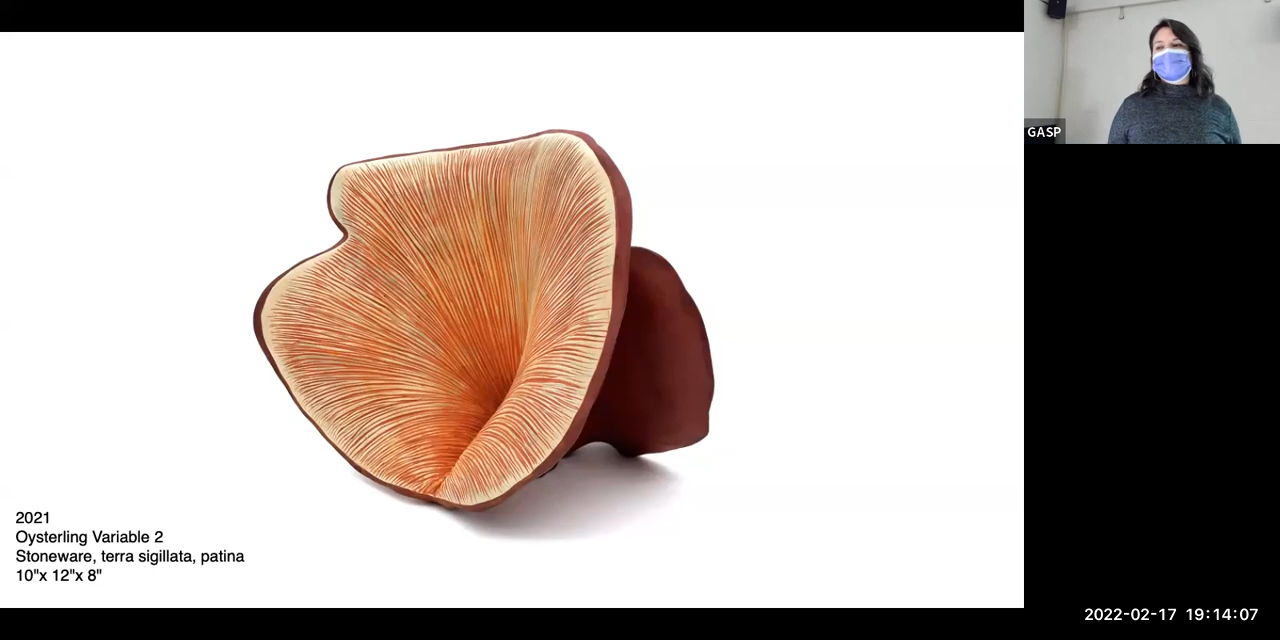 GASP
2021
Oysterling Variable 2
Stoneware, terra sigillata, patina
10"x 12"x 8"
2022-02-17 19:14:07